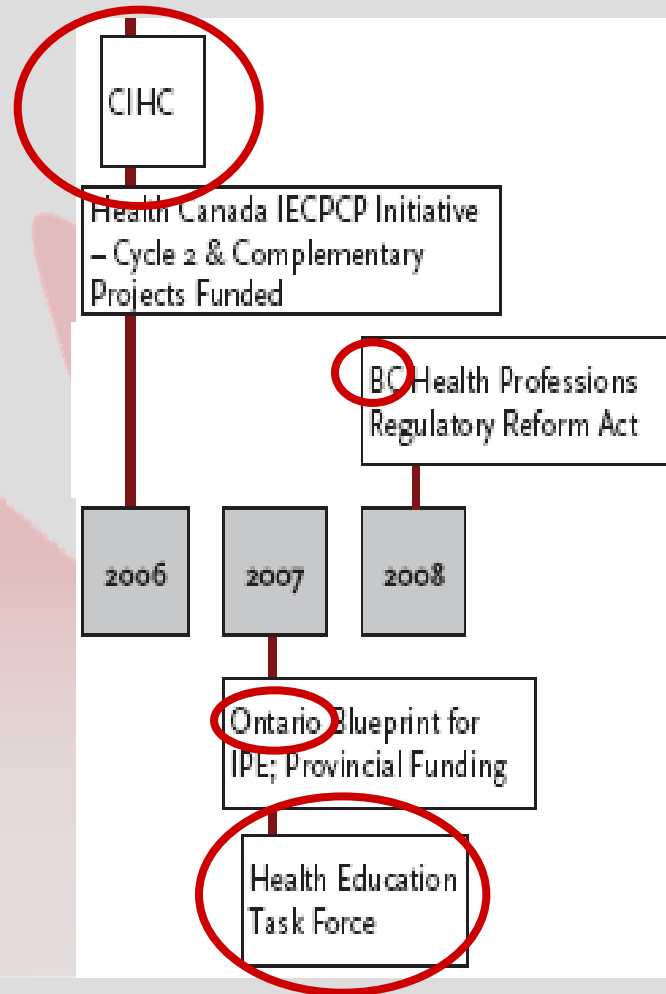 CIHC
Health Canada IECPCP Initiative
– Cycle 2 & Complementary
Projects Funded
BC Health Professions
Regulatory Reform Act
2006
2007
2008
Ontario Blueprint for
IPE; Provincial Funding
Health Education
Task Force